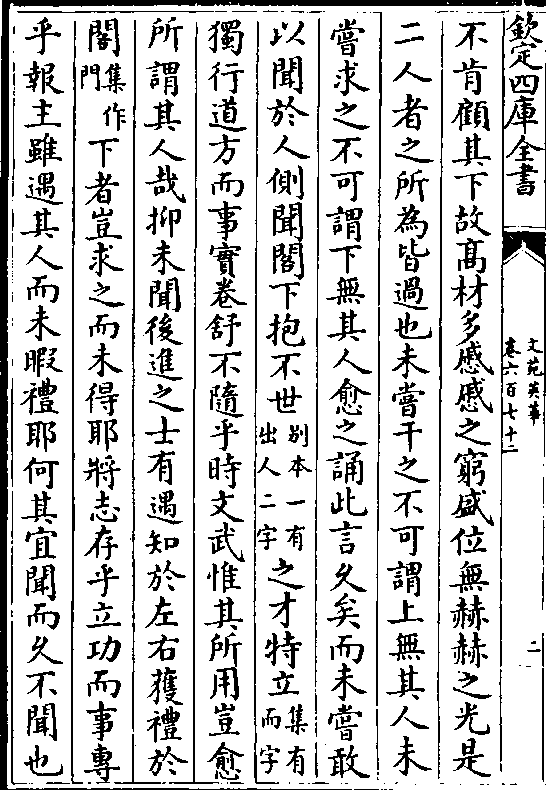 欽定四庫全書
文苑英華
卷六百七十二
二
不肯顧其下故髙材多慼慼之窮盛位無赫赫之光是
二人者之所為皆過也未嘗干之不可謂上無其人未
嘗求之不可謂下無其人愈之誦此言久矣而未嘗敢
以聞於人側聞閣下抱不世别本一有出人二字之才特立集有而字
獨行道方而事實卷舒不隨乎時文武惟其所用豈愈
所謂其人哉抑未聞後進之士有遇知於左右獲禮於
閣集作門下者豈求之而未得耶將志存乎立功而事專
乎報主雖遇其人而未暇禮耶何其宜聞而久不聞也